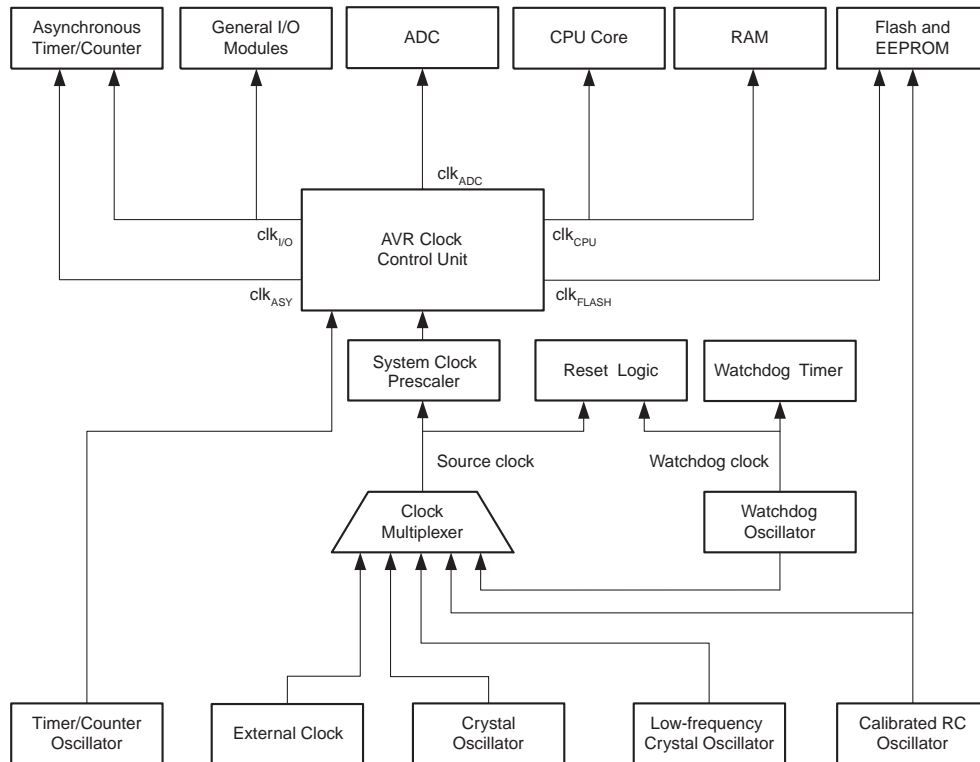 Asynchronous
Timer/Counter
General I/O
Modules
ADC
CPU Core
RAM
Flash and
EEPROM
clkADC
clkI/O
AVR Clock
Control Unit
clkCPU
clkASY
clkFLASH
System Clock
Prescaler
Reset Logic
Watchdog Timer
Source clock
Watchdog clock
Clock
Multiplexer
Watchdog
Oscillator
Timer/Counter
Oscillator
External Clock
Crystal
Oscillator
Low-frequency
Crystal Oscillator
Calibrated RC
Oscillator